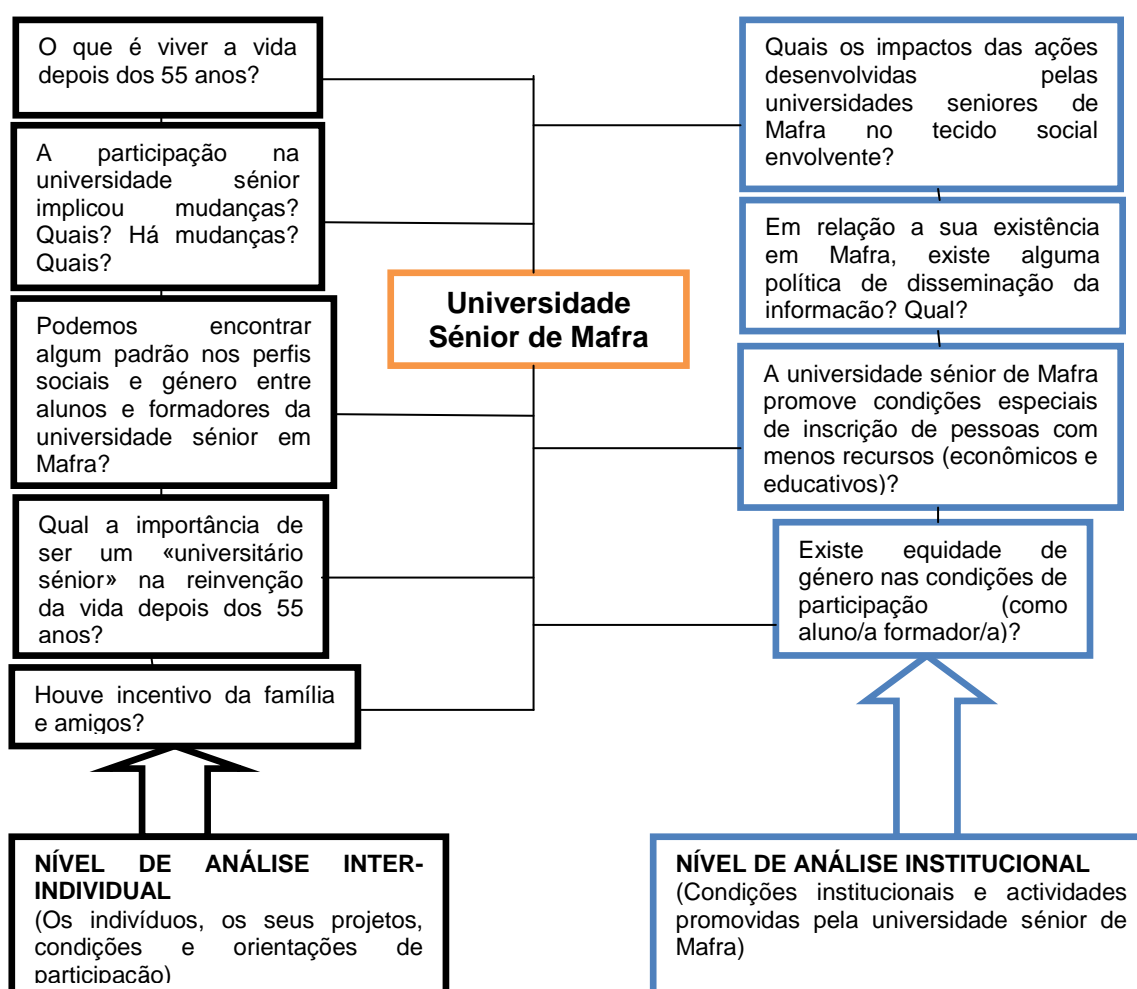 O que é viver a vida
depois dos 55 anos?
A participação na
universidade sénior
implicou mudanças?
Quais? Há mudanças?
Quais?
Podemos encontrar
algum padrão nos perfis
sociais e género entre
alunos e formadores da
universidade sénior em
Mafra?
Qual a importância de
ser um «universitário
sénior» na reinvenção
da vida depois dos 55
anos?
Houve incentivo da família
e amigos?
NÍVEL DE ANÁLISE INTER-
INDIVIDUAL
(Os indivíduos, os seus projetos,
condições e orientações de
participação)
Universidade
Sénior de Mafra
Quais os impactos das ações
desenvolvidas pelas
universidades seniores de
Mafra no tecido social
envolvente?
Em relação a sua existência
em Mafra, existe alguma
política de disseminação da
informacão? Qual?
A universidade sénior de Mafra
promove condições especiais
de inscrição de pessoas com
menos recursos (econômicos e
educativos)?
Existe equidade de
género nas condições de
participação (como
aluno/a formador/a)?
NÍVEL DE ANÁLISE INSTITUCIONAL
(Condições institucionais e actividades
promovidas pela universidade sénior de
Mafra)